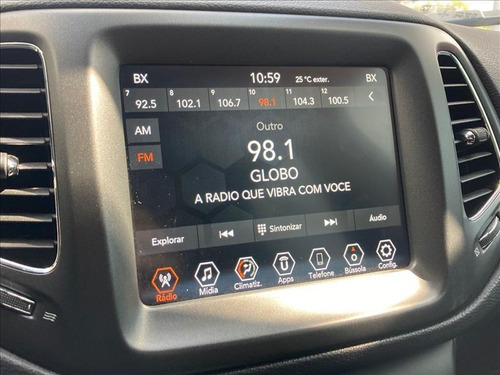 BX 10:59 25 °C exter. BX
7 8 9 10 11 12
92.5 102.1 106.7 98.1 104.3 100.5
AM
FM
Outro
98.1
GLOBO
A RADIO QUE VIBRA COM VOCE
Explorar Sintonizar Áudio
Rádio Mídia Climatiz. Apps Telefone Bússola Config.